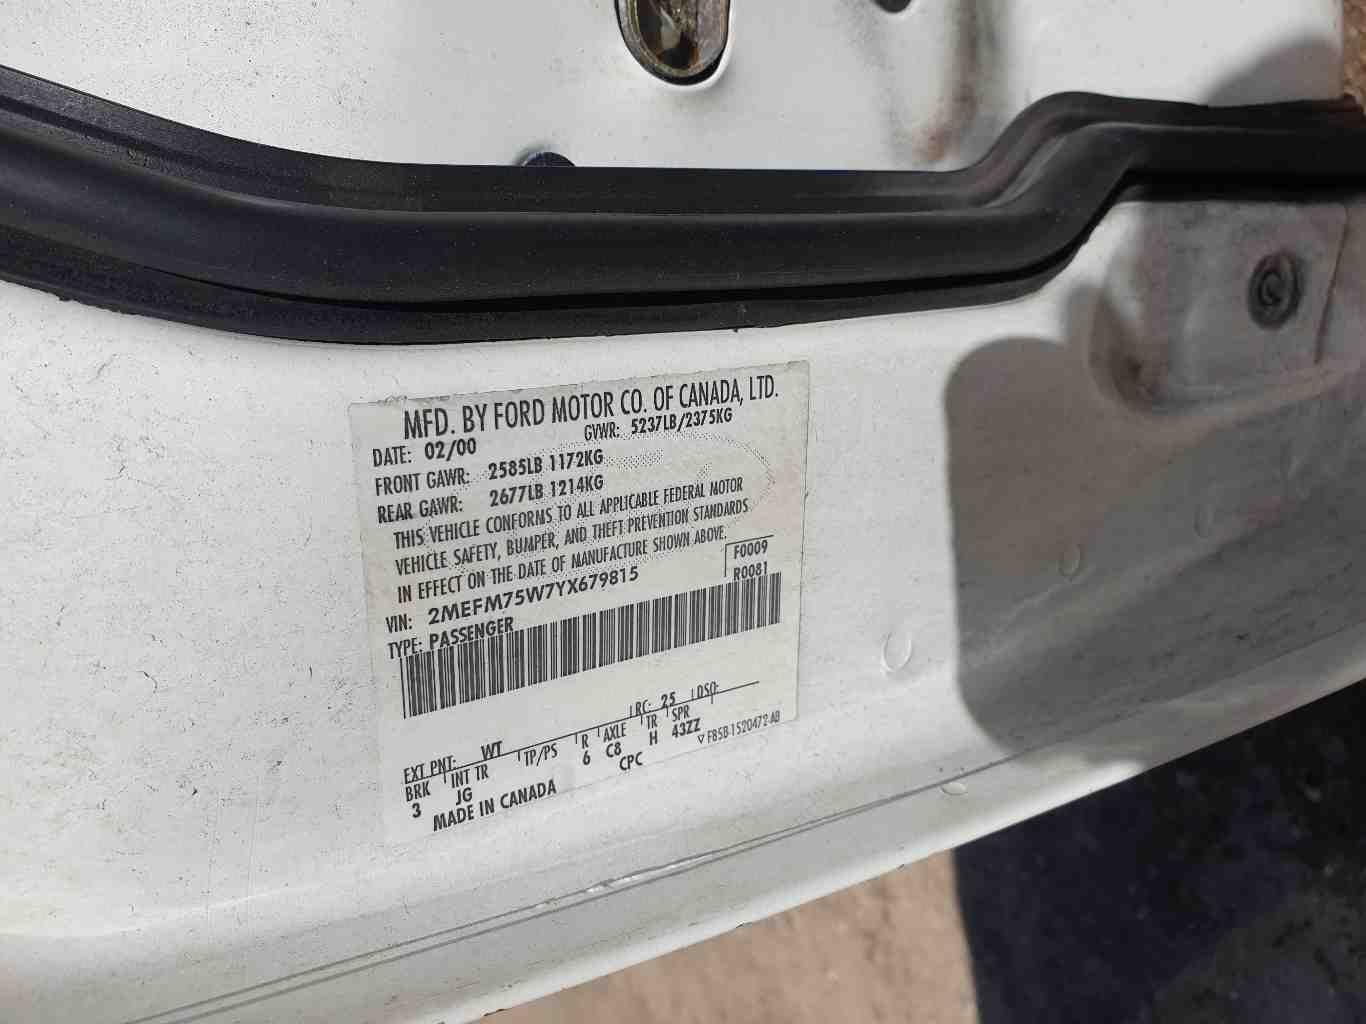 MFD. BY FORD MOTOR CO. OF CANADA, LTD.
DATE: 02/00 GVWR: 5237LB/2375KG
FRONT GAWR: 2585LB 1172KG
REAR GAWR: 2677LB 1214KG
THIS VEHICLE CONFORMS TO ALL APPLICABLE FEDERAL MOTOR
VEHICLE SAFETY, BUMPER, AND THEFT PREVENTION STANDARDS
IN EFFECT ON THE DATE OF MANUFACTURE SHOWN ABOVE.
F0009
VIN: 2MEFM75W7YX679815 R0081
TYPE: PASSENGER
EXT PNT: WT RC: 25 DSO:
BRK INT TR TP/PS R AXLE TR SPR
3 JG 6 C8 H 43ZZ
MADE IN CANADA CPC F85B-1520472-AB